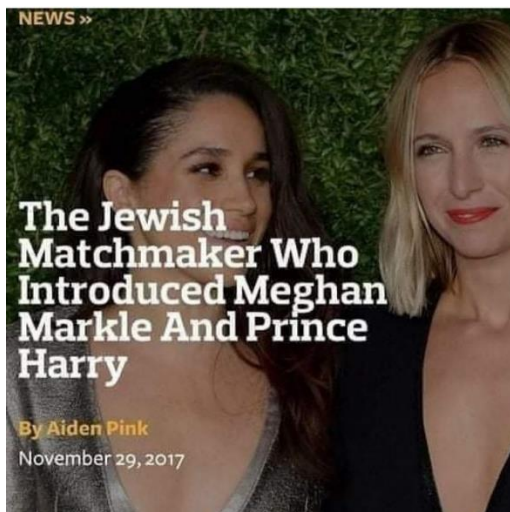 NEWS »
The Jewish
Matchmaker Who
Introduced Meghan
Markle And Prince
Harry
By Aiden Pink
November 29, 2017